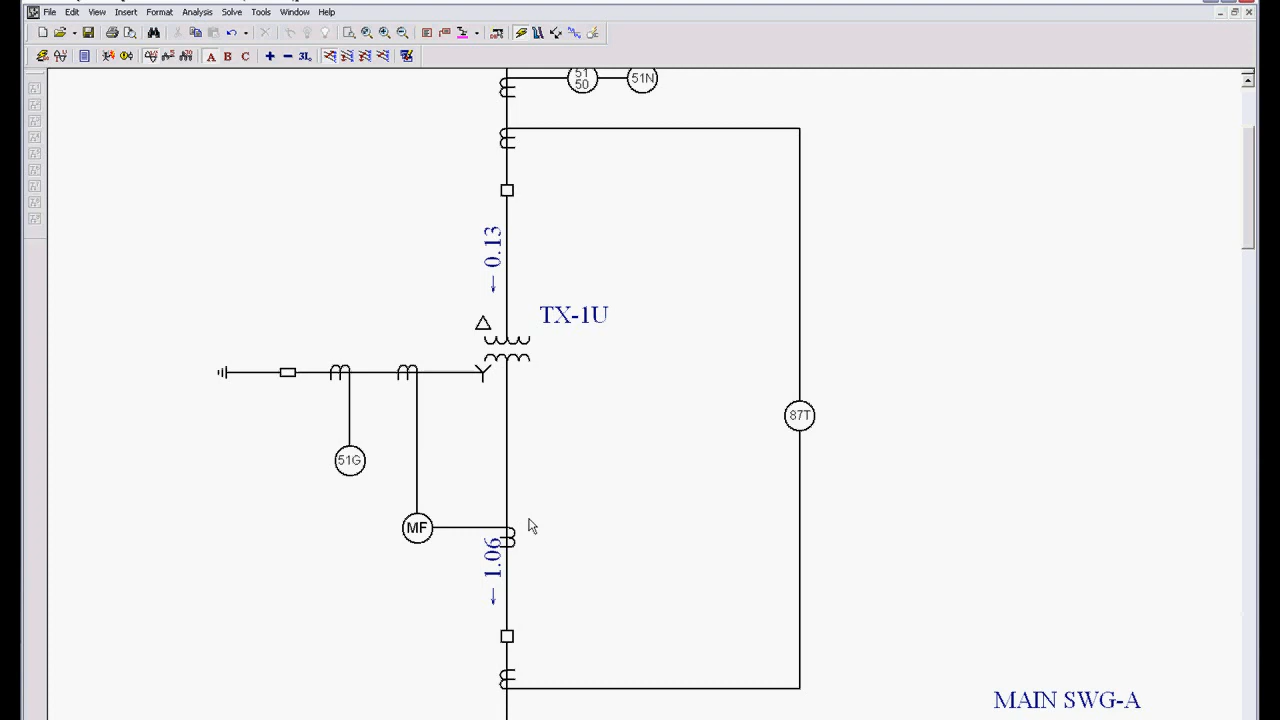 File Edit View Insert Format Analysis Solve Tools Window Help
A B C + − 3I₀
51
50
51N
← 0.13
TX-1U
87T
51G
MF
← 1.06
MAIN SWG-A